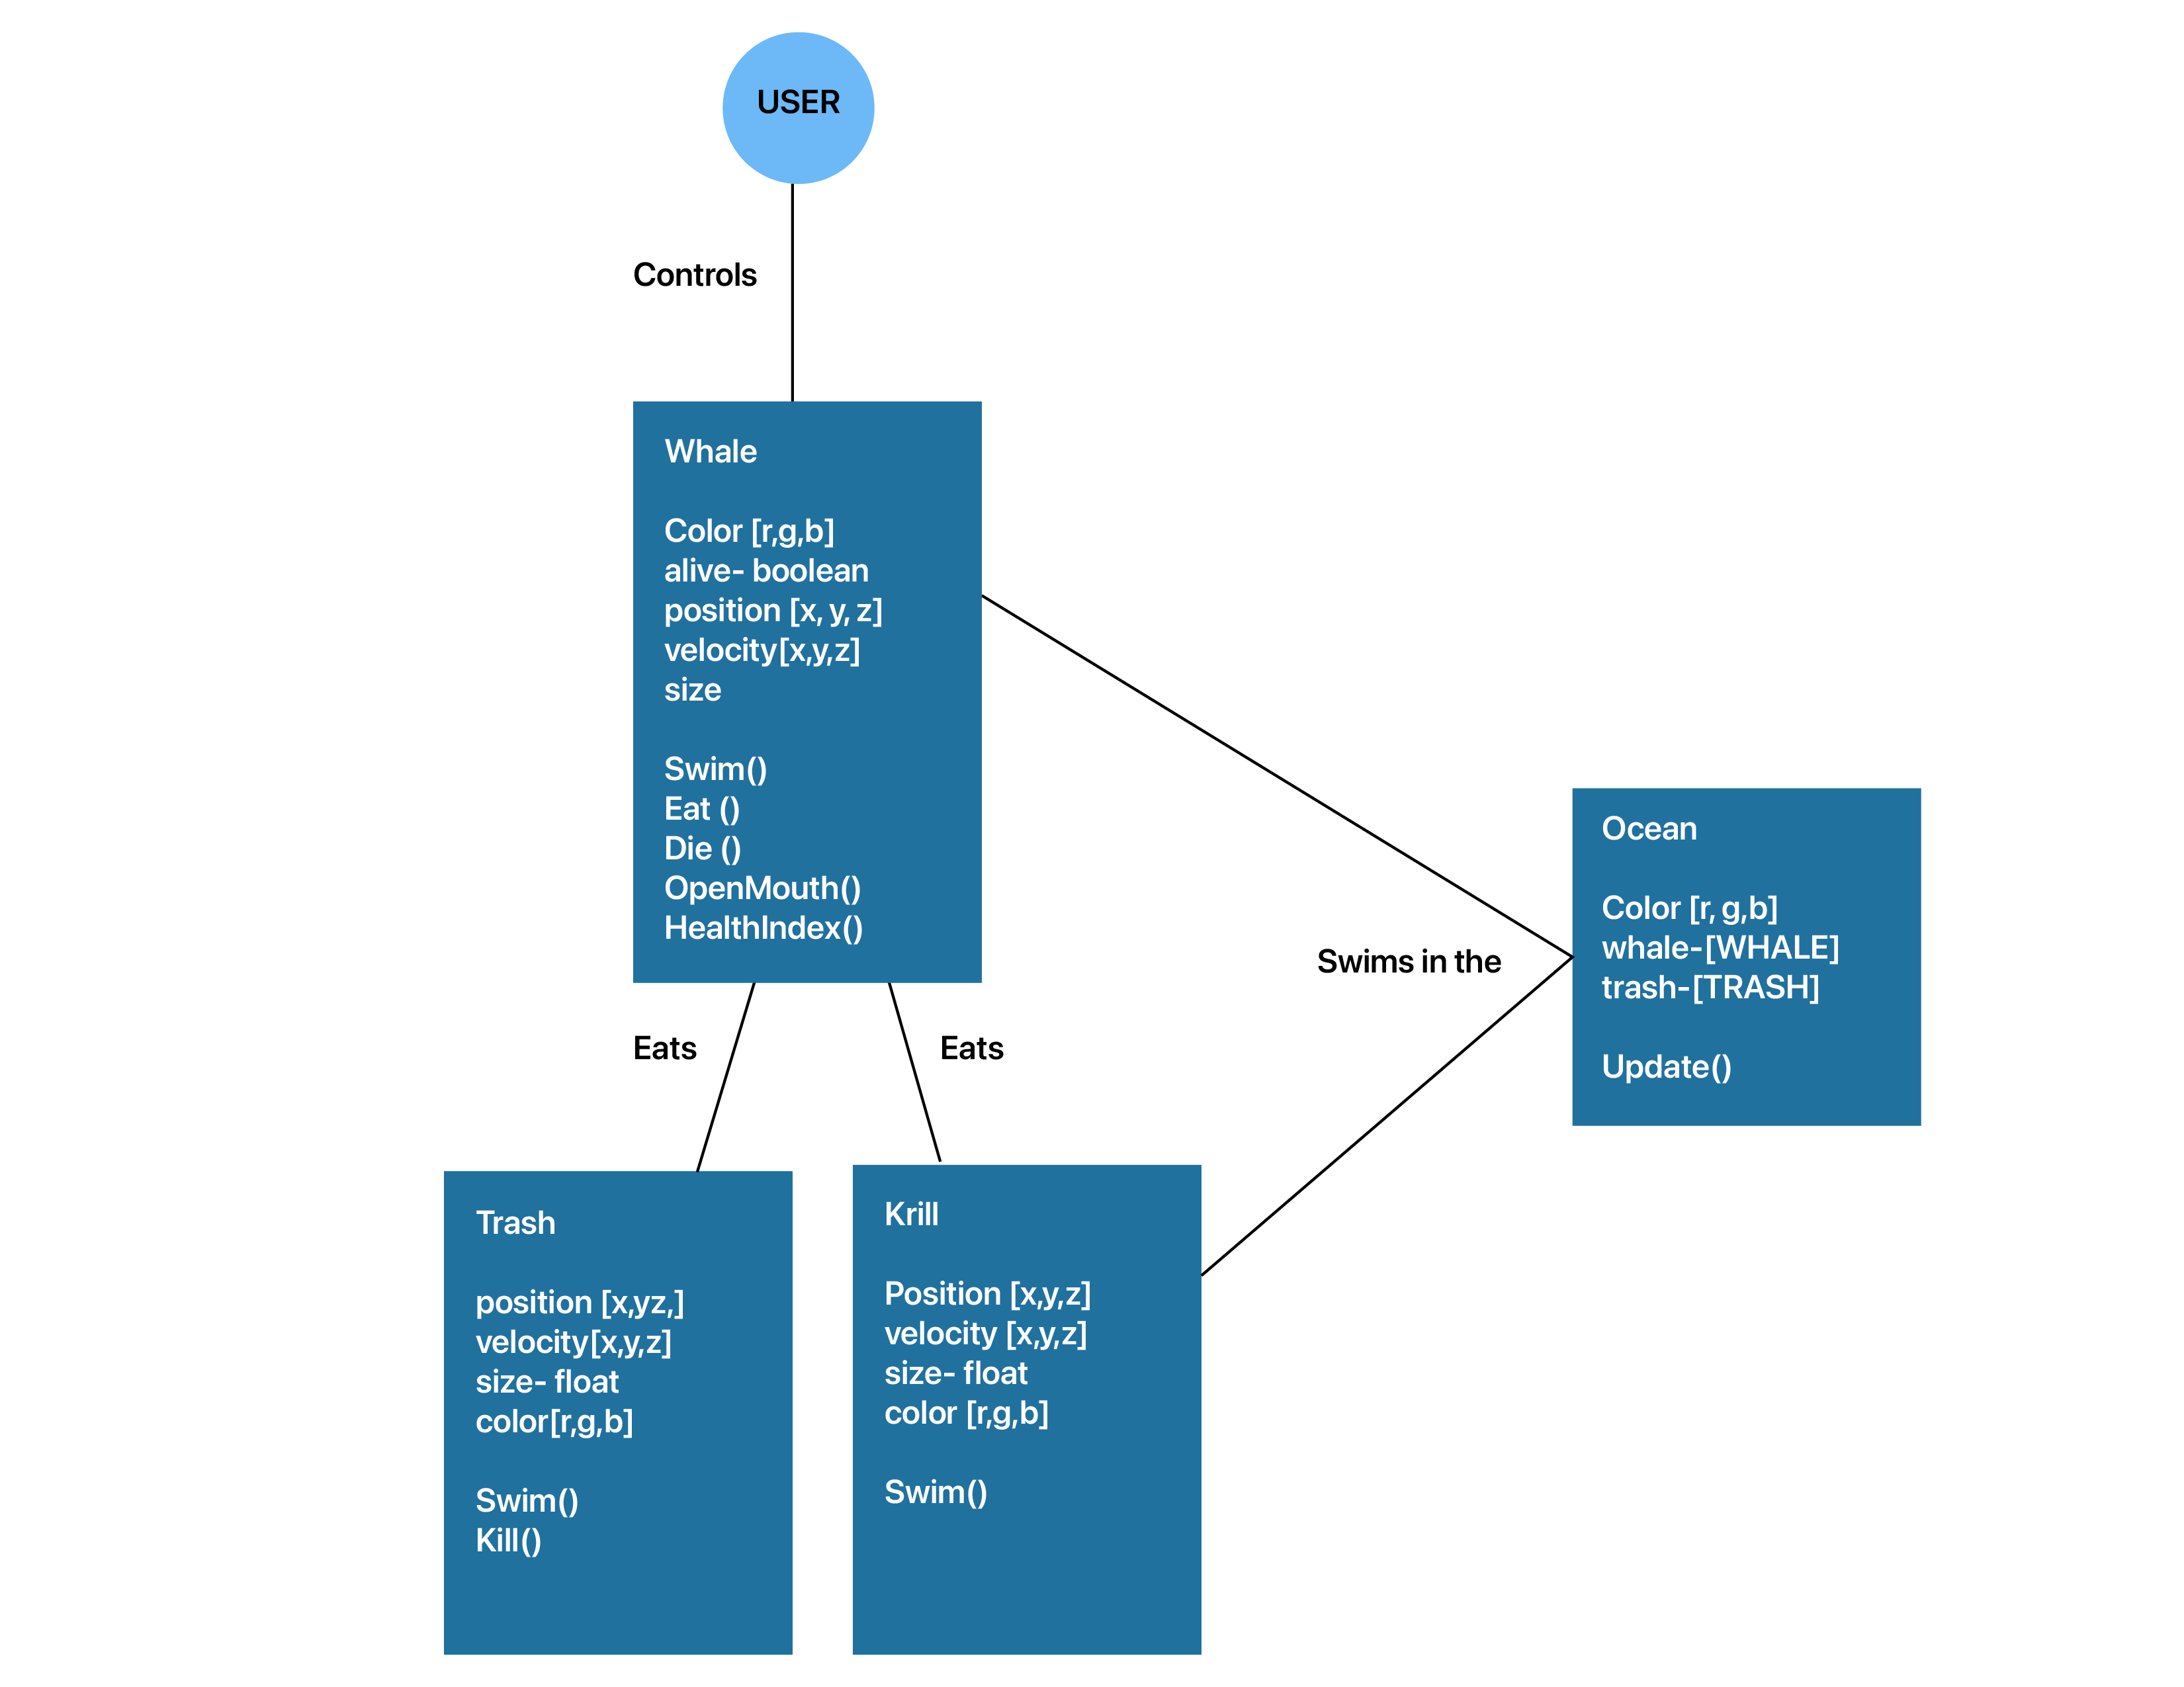 USER
Controls
Whale
Color [r,g,b]
alive- boolean
position [x, y, z]
velocity[x,y,z]
size
Swim()
Eat ()
Die ()
OpenMouth()
HealthIndex()
Ocean
Color [r, g,b]
whale-[WHALE]
trash-[TRASH]
Update()
Swims in the
Eats
Eats
Trash
position [x,yz,]
velocity[x,y,z]
size- float
color[r,g,b]
Swim()
Kill()
Krill
Position [x,y,z]
velocity [x,y,z]
size- float
color [r,g,b]
Swim()